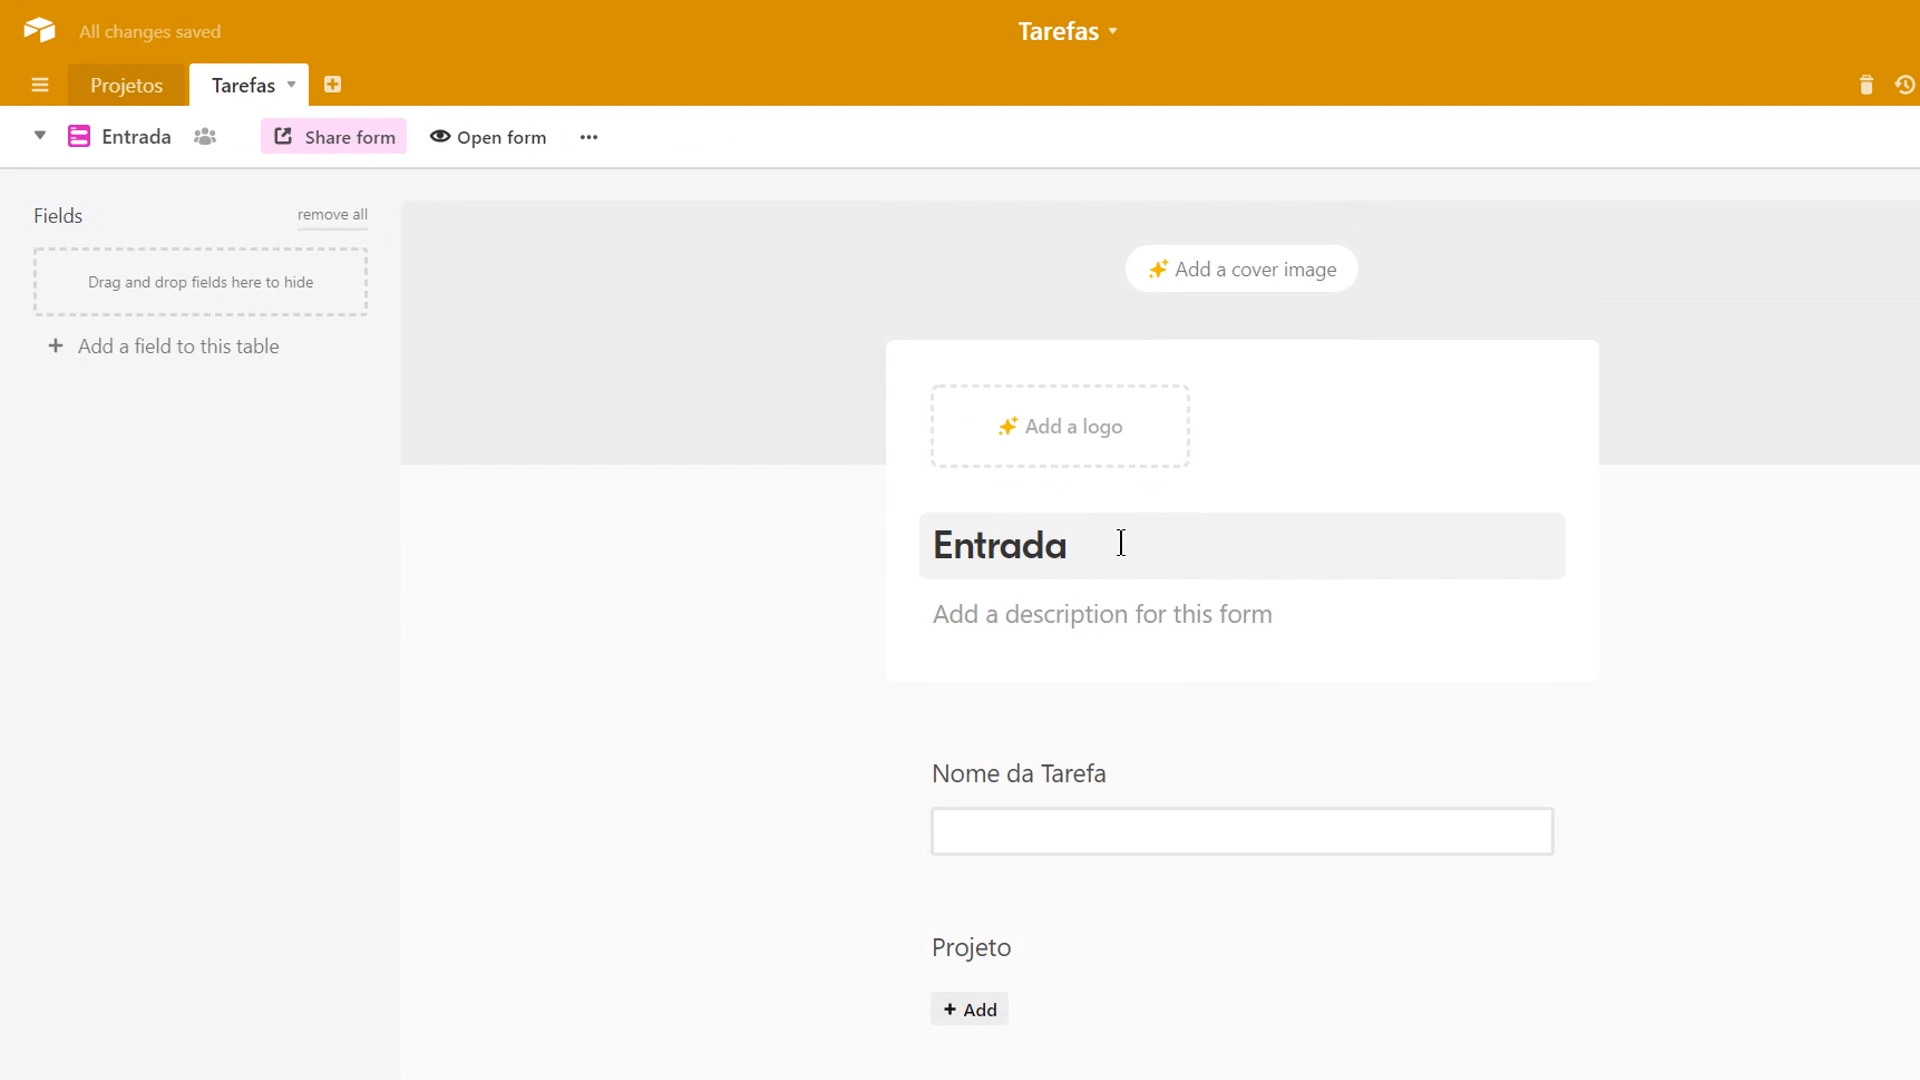 All changes saved
Tarefas
Projetos
Tarefas
Entrada
Share form
Open form
Fields
remove all
Drag and drop fields here to hide
Add a field to this table
Add a cover image
Add a logo
Entrada
Add a description for this form
Nome da Tarefa
Projeto
+ Add